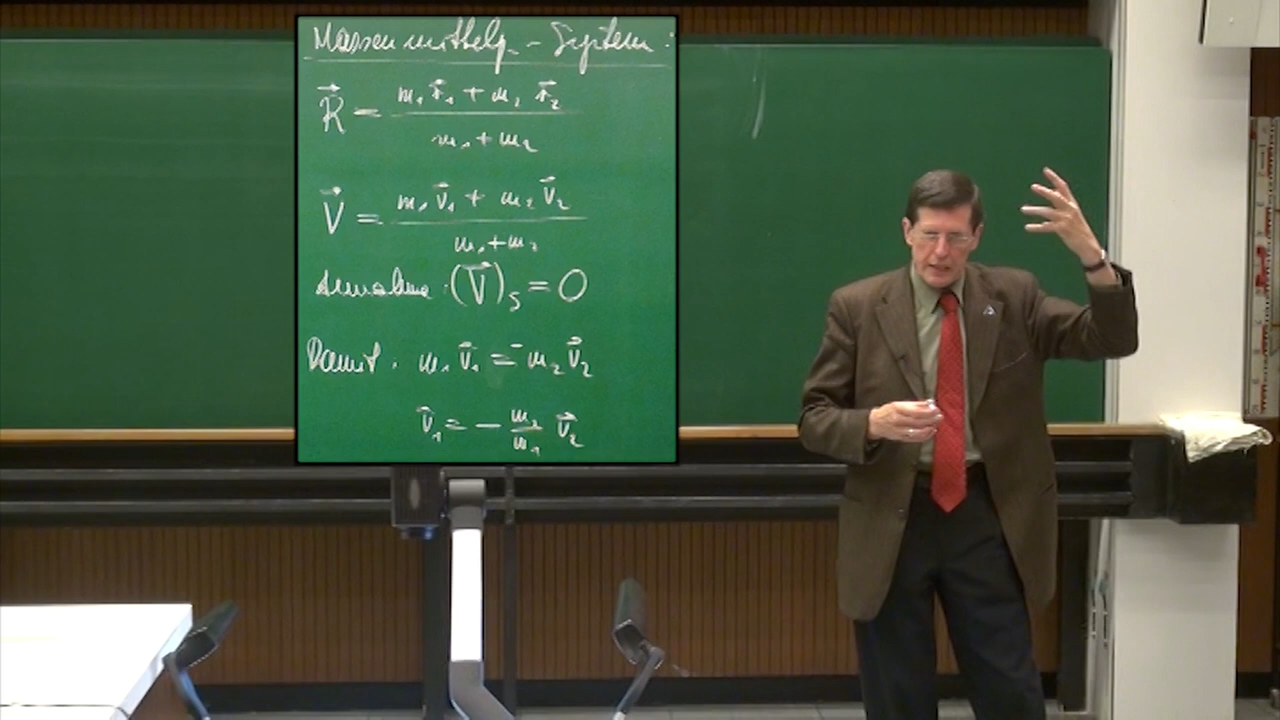 Massenmittelp. - System:
R⃗ = (m₁ r⃗₁ + m₂ r⃗₂) / (m₁ + m₂)
V⃗ = (m₁ v⃗₁ + m₂ v⃗₂) / (m₁ + m₂)
Annahme: (V⃗)ₛ = 0
Damit: m₁ v⃗₁ = - m₂ v⃗₂
v⃗₁ = - m₂/m₁ v⃗₂